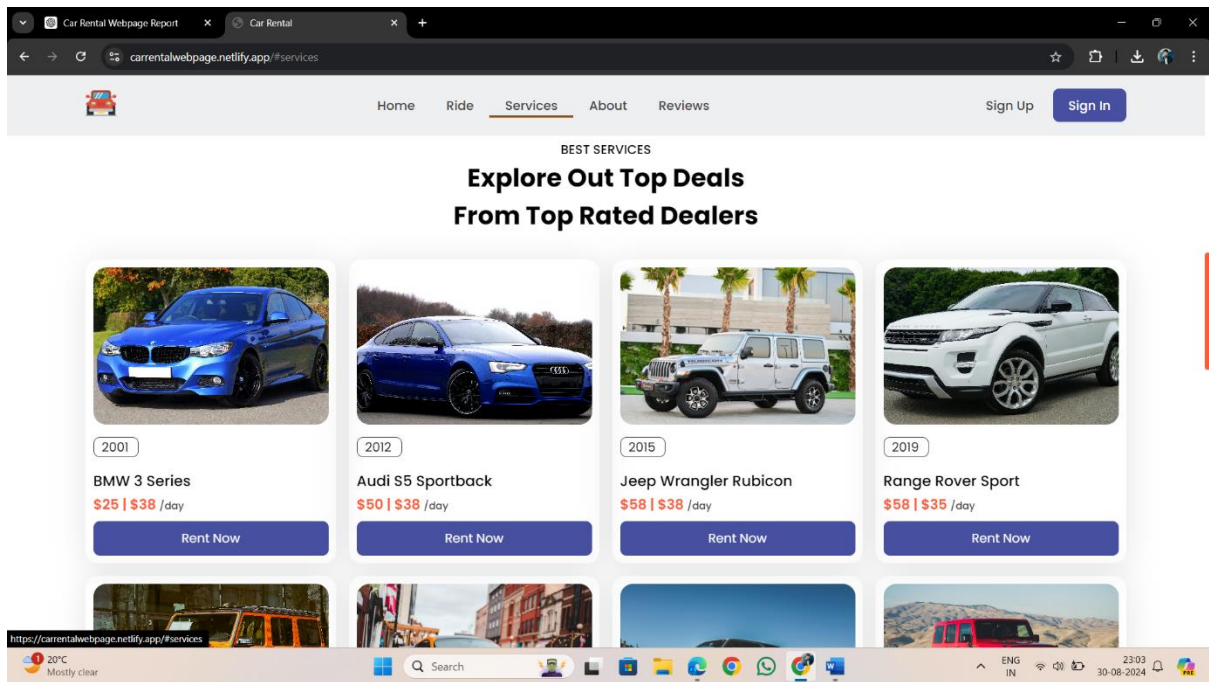 Car Rental Webpage Report
Car Rental
carrentalwebpage.netlify.app/#services
Home Ride Services About Reviews Sign Up Sign In
BEST SERVICES
Explore Out Top Deals
From Top Rated Dealers
2001 2012 2015 2019
BMW 3 Series Audi S5 Sportback Jeep Wrangler Rubicon Range Rover Sport
$25 | $38 /day $50 | $38 /day $58 | $38 /day $58 | $35 /day
Rent Now Rent Now Rent Now Rent Now
https://carrentalwebpage.netlify.app/#services
1 20°C
Mostly clear
Search
ENG
IN
23:03
30-08-2024
PRE